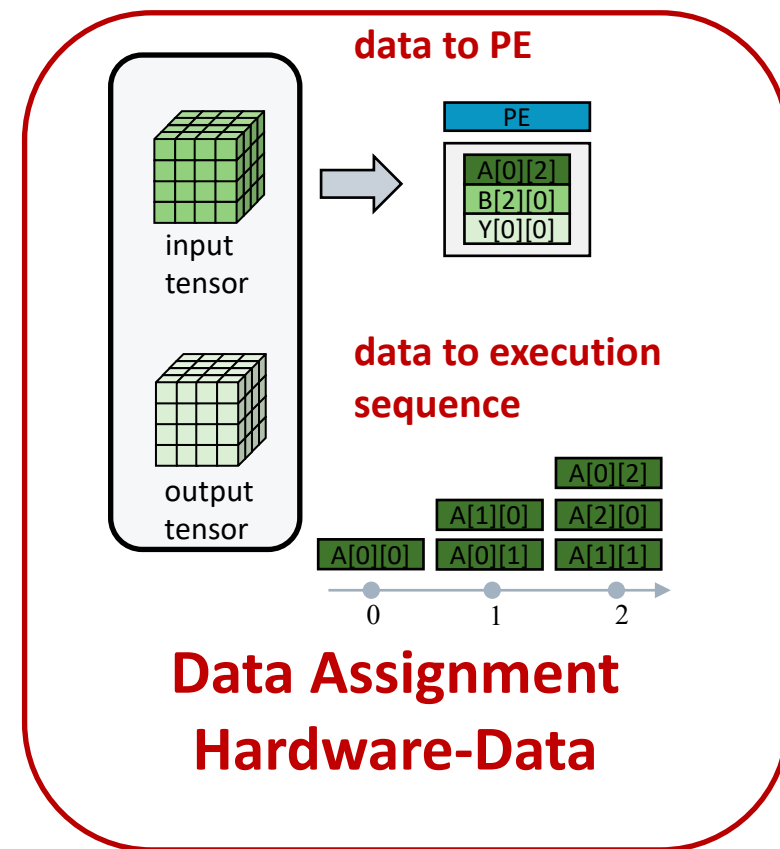 data to PE
PE
A[0][2]
B[2][0]
Y[0][0]
input
tensor
data to execution
sequence
output
tensor
A[0][2]
A[1][0]
A[2][0]
A[0][0]
A[0][1]
A[1][1]
0
1
2
Data Assignment
Hardware-Data